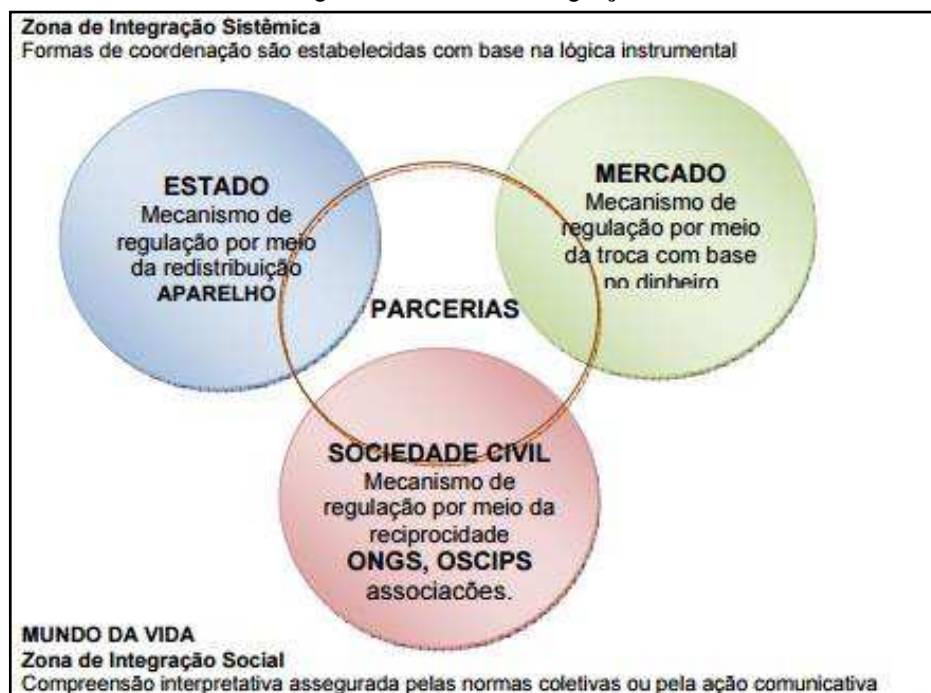 Zona de Integração Sistêmica
Formas de coordenação são estabelecidas com base na lógica instrumental
ESTADO
Mecanismo de
regulação por meio
da redistribuição
APARELHO
MERCADO
Mecanismo de
regulação por meio
da troca com base
no dinheiro
PARCERIAS
SOCIEDADE CIVIL
Mecanismo de
regulação por meio da
reciprocidade
ONGS, OSCIPS
associacões.
MUNDO DA VIDA
Zona de Integração Social
Compreensão interpretativa assegurada pelas normas coletivas ou pela ação comunicativa